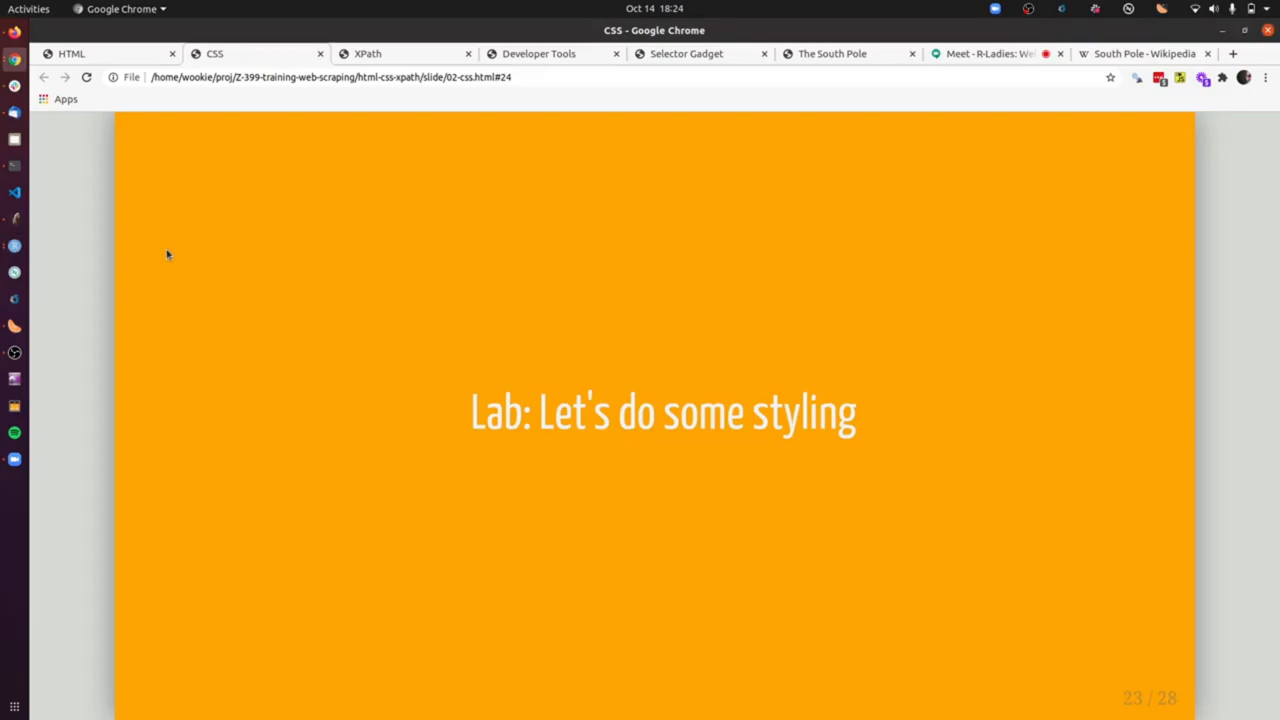 Activities
Google Chrome
Oct 14 18:24
CSS - Google Chrome
HTML
CSS
XPath
Developer Tools
Selector Gadget
The South Pole
Meet - R-Ladies: We
South Pole - Wikipedia
File
/home/wookie/proj/Z-399-training-web-scraping/html-css-xpath/slide/02-css.html#24
Apps
Lab: Let's do some styling
23 / 28